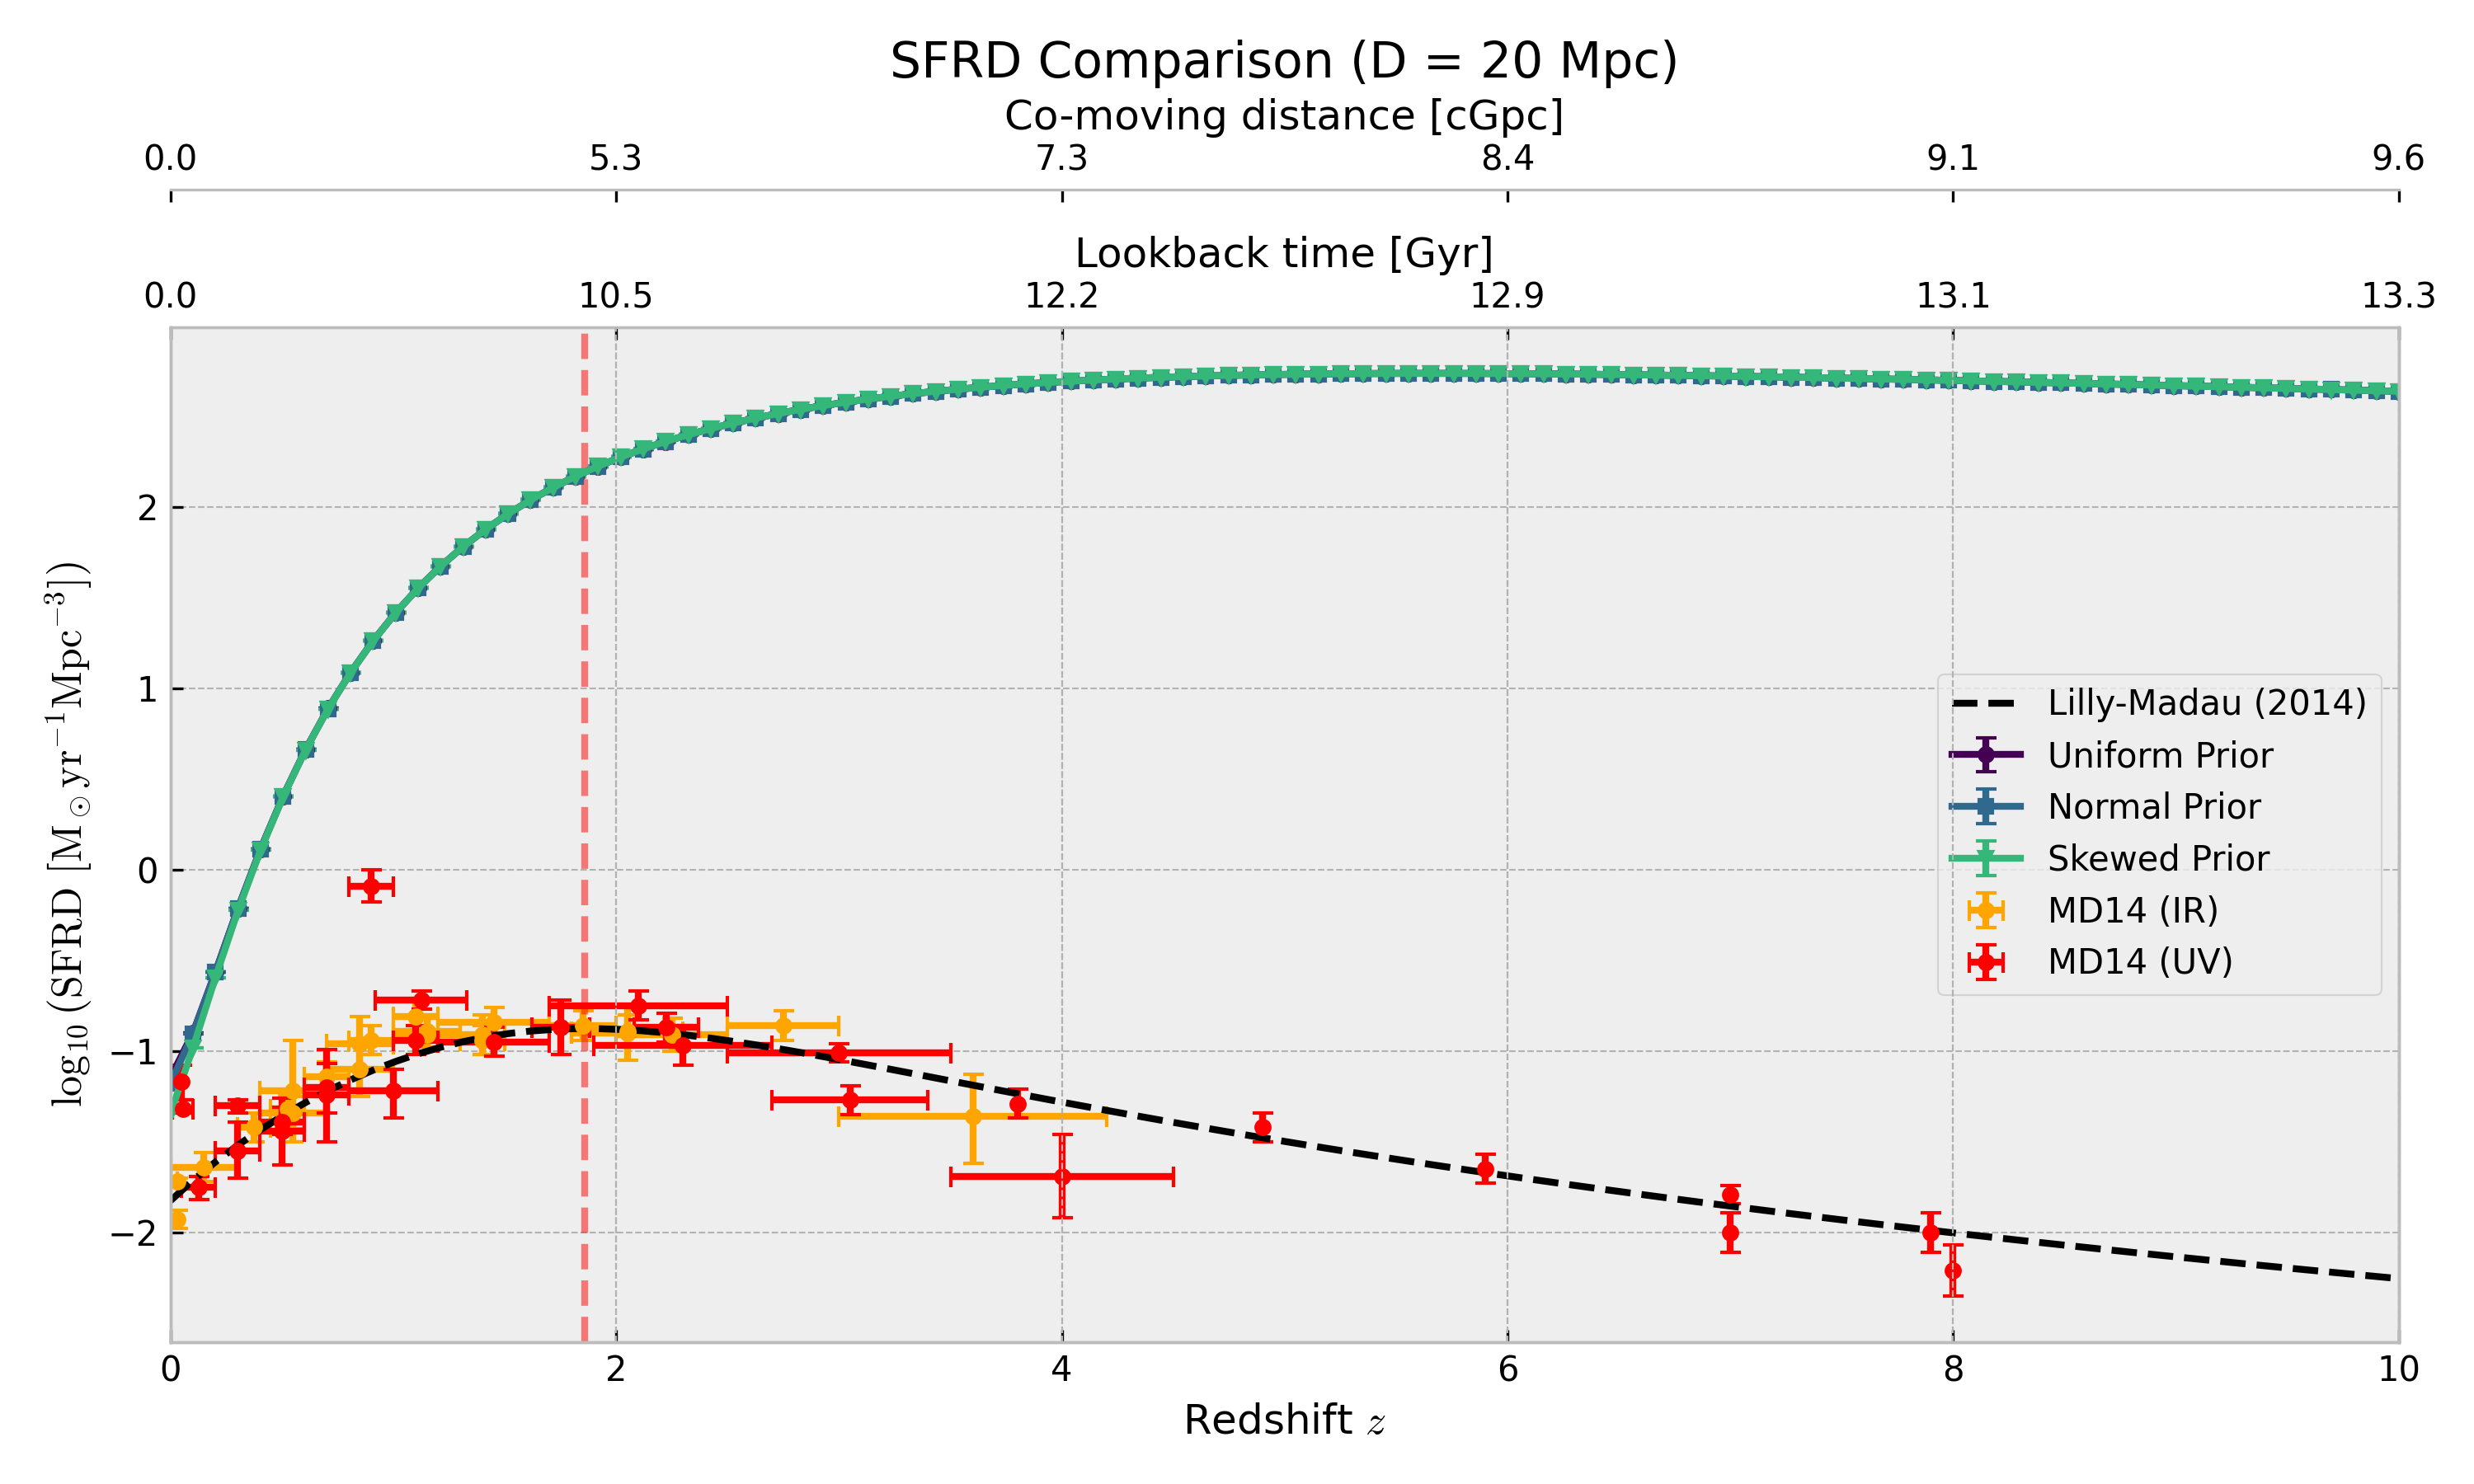 SFRD Comparison (D = 20 Mpc)
Co-moving distance [cGpc]
0.0 5.3 7.3 8.4 9.1 9.6
Lookback time [Gyr]
0.0 10.5 12.2 12.9 13.1 13.3
log₁₀(SFRD [M⊙yr⁻¹Mpc⁻³])
2
1
0
−1
−2
Lilly-Madau (2014)
Uniform Prior
Normal Prior
Skewed Prior
MD14 (IR)
MD14 (UV)
0 2 4 6 8 10
Redshift z